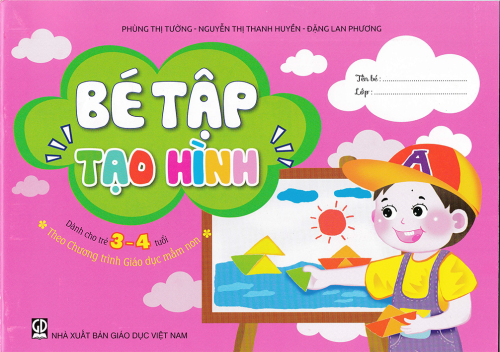 PHÙNG THỊ TƯỜNG - NGUYỄN THỊ THANH HUYỀN - ĐẶNG LAN PHƯƠNG
Tên bé :
Lớp :
BÉ TẬP
TẠO HÌNH
A
Dành cho trẻ 3-4 tuổi
* Theo Chương trình Giáo dục mầm non *
GD
NHÀ XUẤT BẢN GIÁO DỤC VIỆT NAM